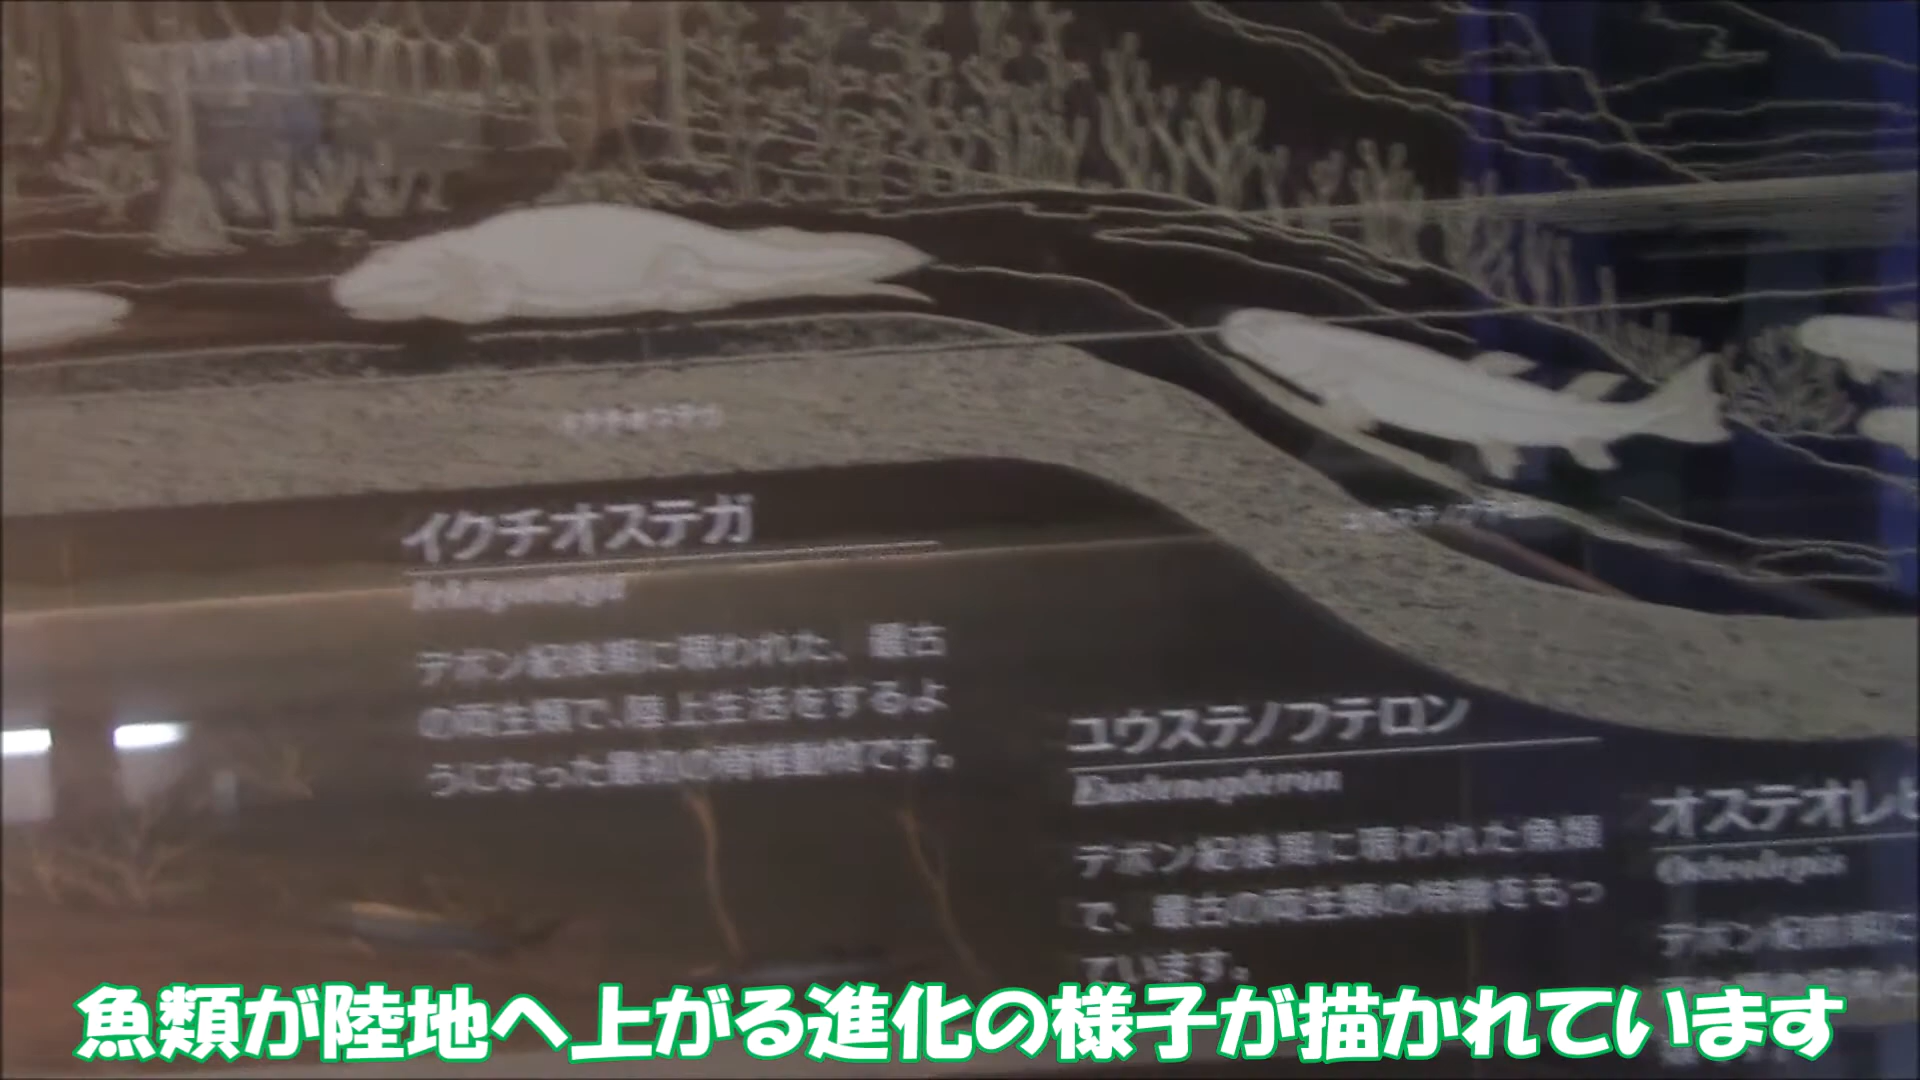 イクチオステガ
デボン紀後期に現われた、最古
の両生類で、陸上生活をするよ
うになった最初の脊椎動物です。
ユウステノプテロン
Eustenopteron
デボン紀後期に現われた魚類
で、最古の両生類の特徴をもっ
ています。
オステオレピ
Osteolepis
魚類が陸地へ上がる進化の様子が描かれています